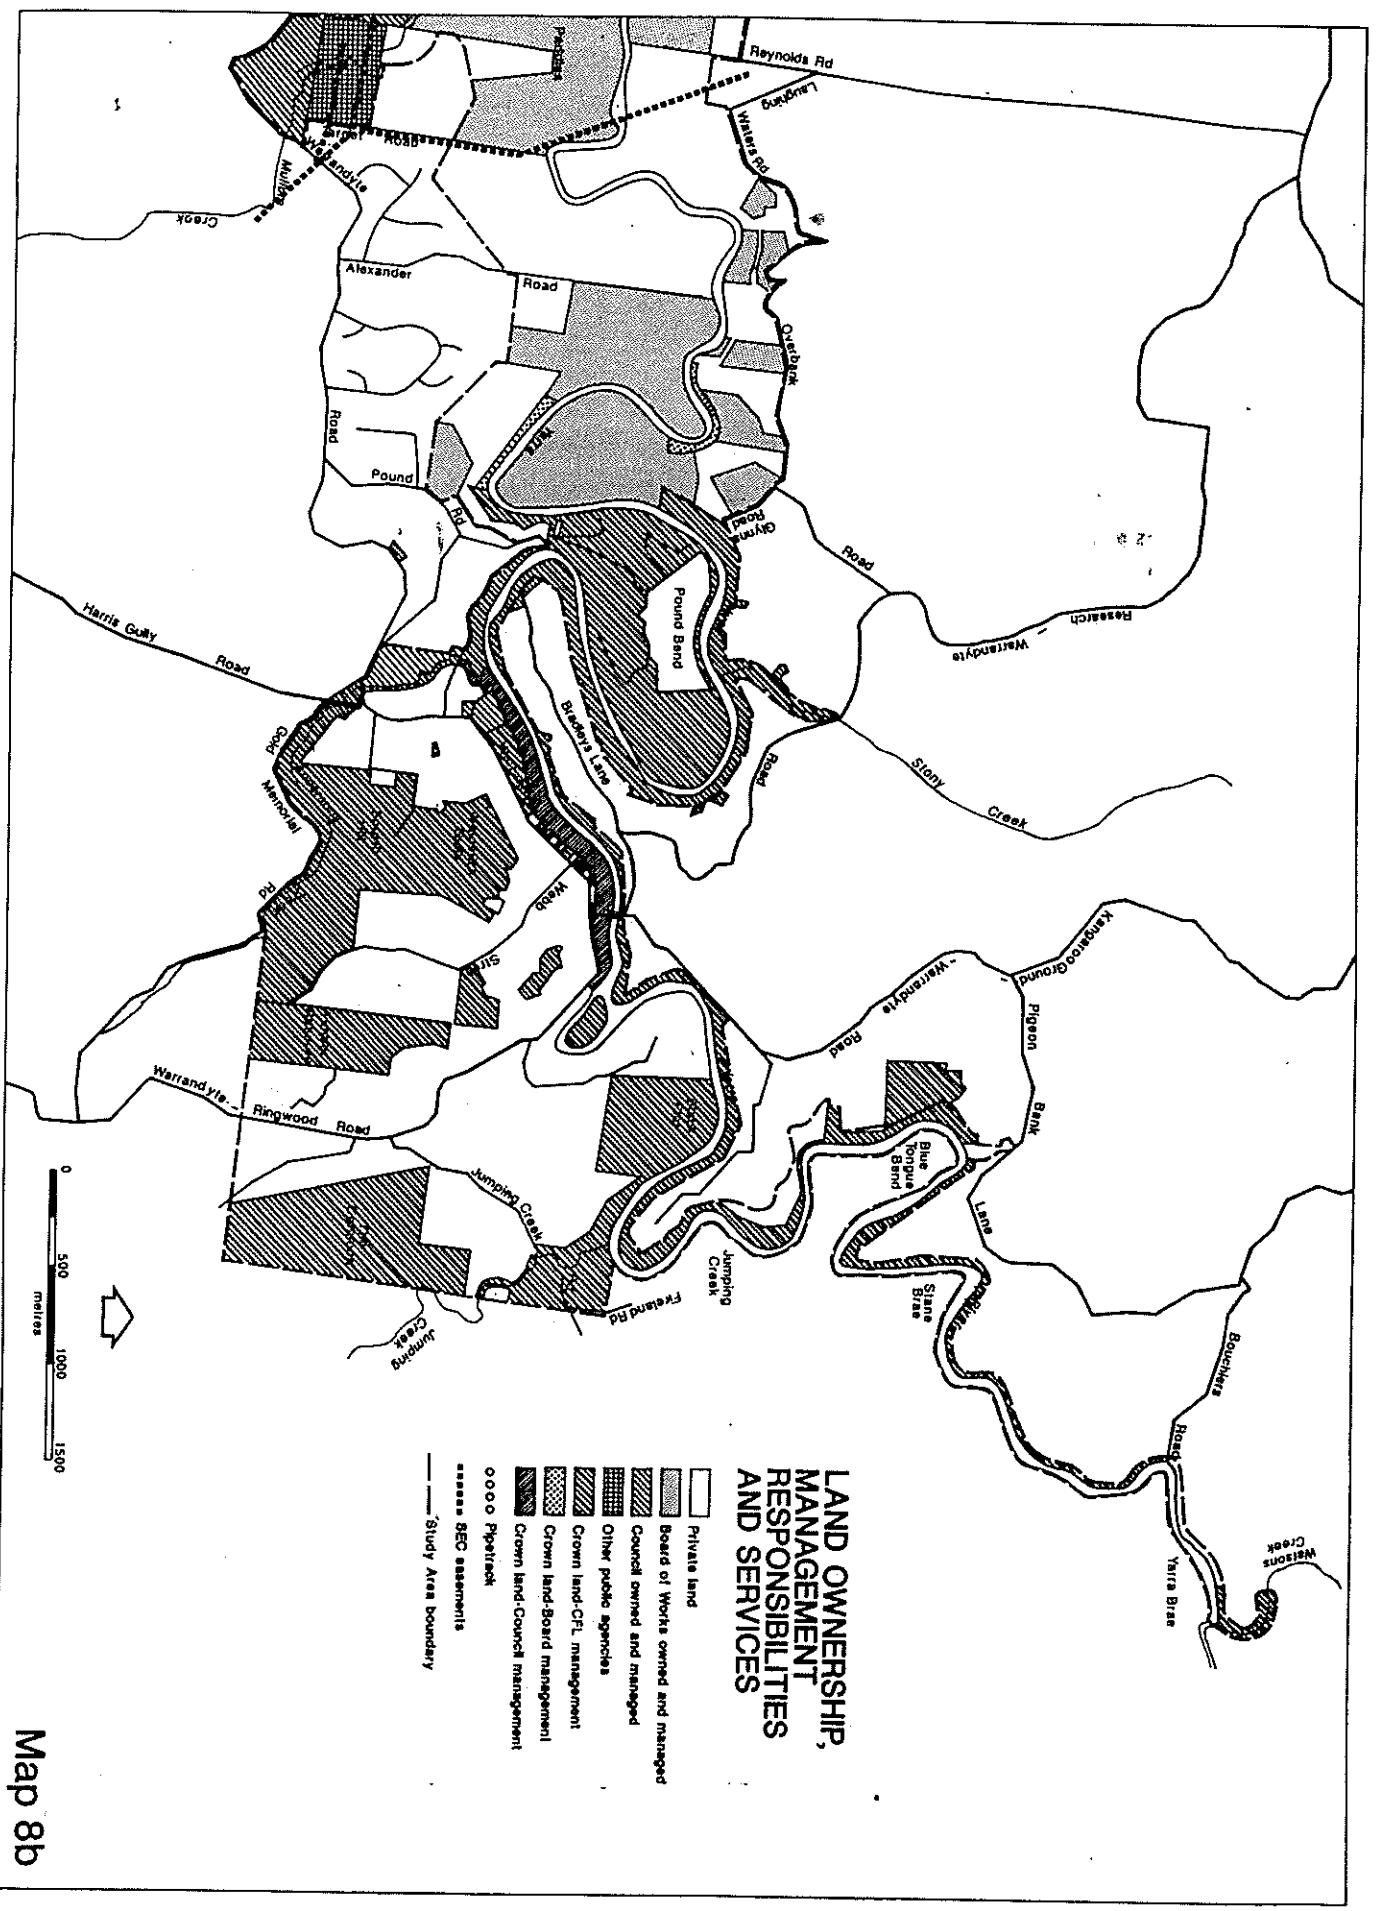 LAND OWNERSHIP,
MANAGEMENT
RESPONSIBILITIES
AND SERVICES
Private land
Board of Works owned and managed
Council owned and managed
Other public agencies
Crown land-CFL management
Crown land-Board management
Crown land-Council management
Pipetrack
SEC easements
Study Area boundary
Map 8b
0
500
1000
1500
metres
Reynolds Rd
Laughing
Waters Rd
Overbank
Glynns
Road
Road
Research
Warrandyte
Stony
Creek
Road
Kangaroo Ground
Warrandyte
Road
Pigeon
Bank
Lane
Blue
Tongue
Bend
Stane
Brae
Bouchiers
Road
Yarra Brae
Watsons
Creek
Target Road
Warrandyte
Mullens
Creek
Alexander
Road
Road
Pound
Rd
Yarra
Pound Bend
Bradleys Lane
Harris Gully
Road
Gold
Memorial
Rd
Webb
Warrandyte
Ringwood Road
Jumping Creek
Jumping
Creek
Fireland Rd
Jumping
Creek